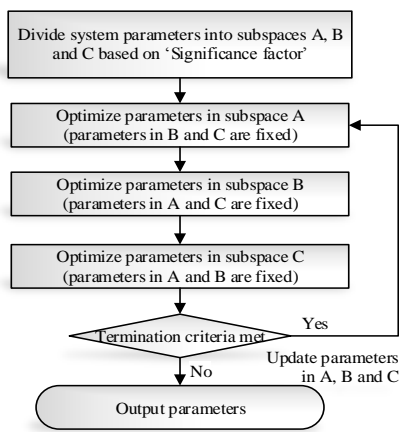 Divide system parameters into subspaces A, B
and C based on ‘Significance factor’
Optimize parameters in subspace A
(parameters in B and C are fixed)
Optimize parameters in subspace B
(parameters in A and C are fixed)
Optimize parameters in subspace C
(parameters in A and B are fixed)
Termination criteria met
Yes
Update parameters
in A, B and C
No
Output parameters